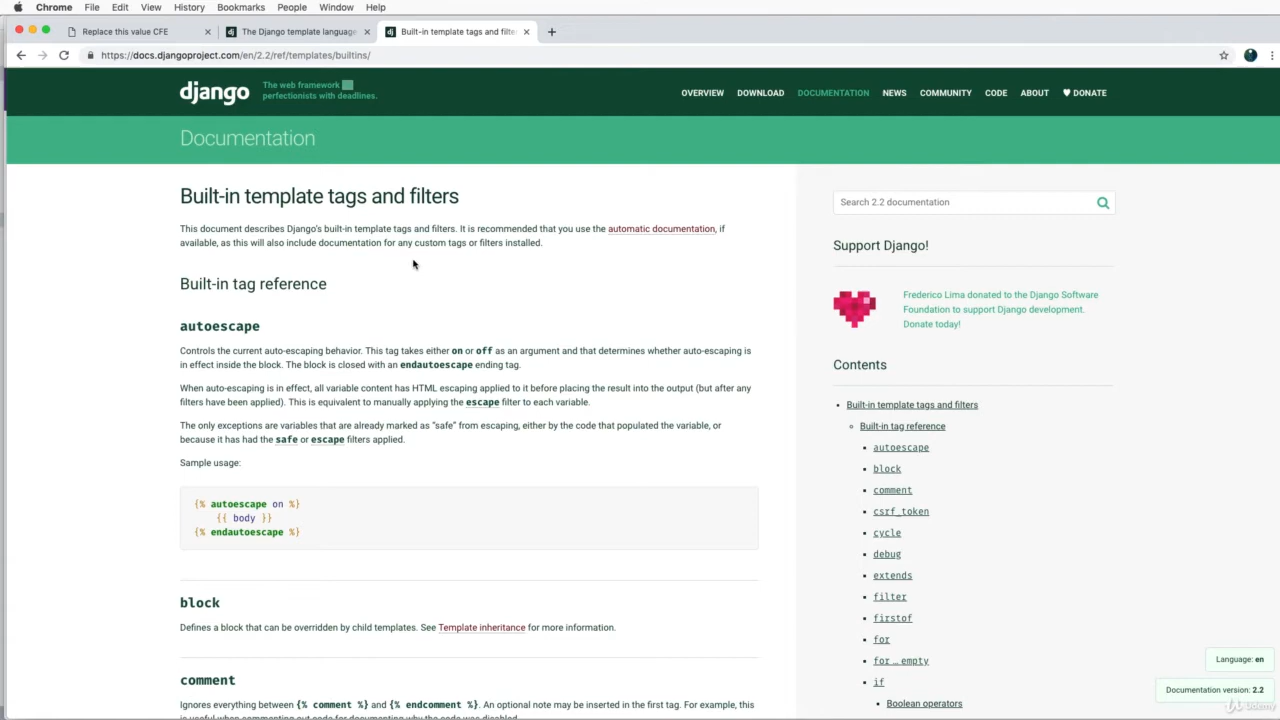 Chrome File Edit View History Bookmarks People Window Help
Replace this value CFE
The Django template language
Built-in template tags and filte
https://docs.djangoproject.com/en/2.2/ref/templates/builtins/
django
The web framework
perfectionists with deadlines.
OVERVIEW DOWNLOAD DOCUMENTATION NEWS COMMUNITY CODE ABOUT ♥ DONATE
Documentation
Built-in template tags and filters
This document describes Django's built-in template tags and filters. It is recommended that you use the automatic documentation, if
available, as this will also include documentation for any custom tags or filters installed.
Built-in tag reference
autoescape
Controls the current auto-escaping behavior. This tag takes either on or off as an argument and that determines whether auto-escaping is
in effect inside the block. The block is closed with an endautoescape ending tag.
When auto-escaping is in effect, all variable content has HTML escaping applied to it before placing the result into the output (but after any
filters have been applied). This is equivalent to manually applying the escape filter to each variable.
The only exceptions are variables that are already marked as “safe” from escaping, either by the code that populated the variable, or
because it has had the safe or escape filters applied.
Sample usage:
{% autoescape on %}
{{ body }}
{% endautoescape %}
block
Defines a block that can be overridden by child templates. See Template inheritance for more information.
comment
Ignores everything between {% comment %} and {% endcomment %}. An optional note may be inserted in the first tag. For example, this
is useful when commenting out code for documenting why the code was disabled.
Search 2.2 documentation
Support Django!
Frederico Lima donated to the Django Software
Foundation to support Django development.
Donate today!
Contents
Built-in template tags and filters
Built-in tag reference
autoescape
block
comment
csrf_token
cycle
debug
extends
filter
firstof
for
for … empty
if
Boolean operators
Language: en
Documentation version: 2.2
Udemy